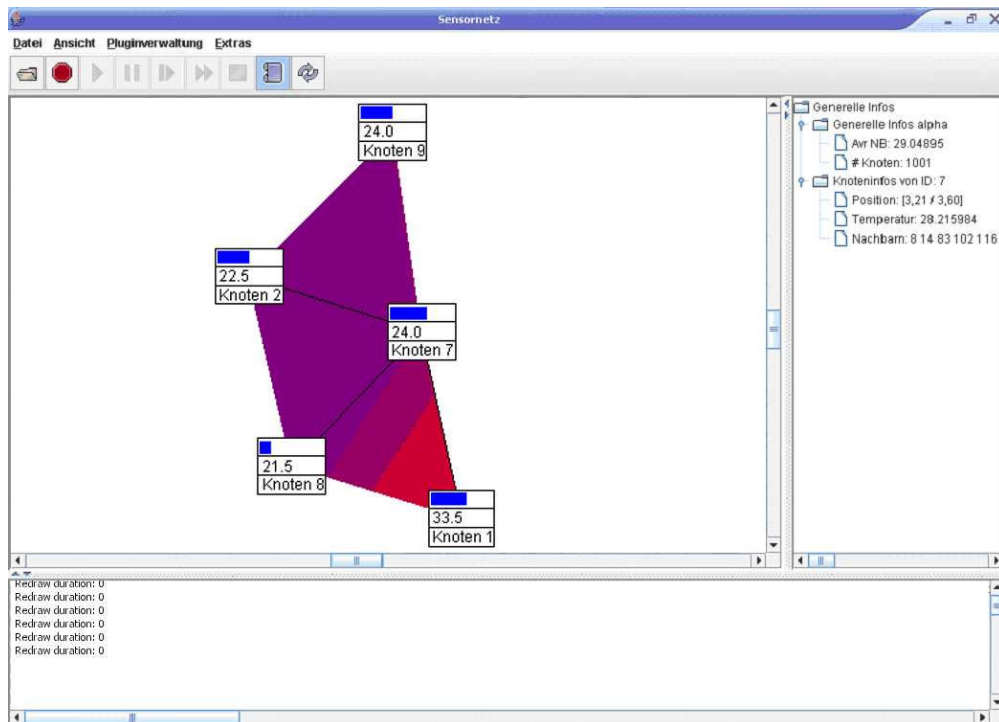 Sensornetz
Datei Ansicht Pluginverwaltung Extras
24.0
Knoten 9
22.5
Knoten 2
24.0
Knoten 7
21.5
Knoten 8
33.5
Knoten 1
Generelle Infos
Generelle Infos alpha
Avr NB: 29.04895
# Knoten: 1001
Knoteninfos von ID: 7
Position: [3,21 / 3,60]
Temperatur: 28.215984
Nachbarn: 8 14 83 102 116
Redraw duration: 0
Redraw duration: 0
Redraw duration: 0
Redraw duration: 0
Redraw duration: 0
Redraw duration: 0